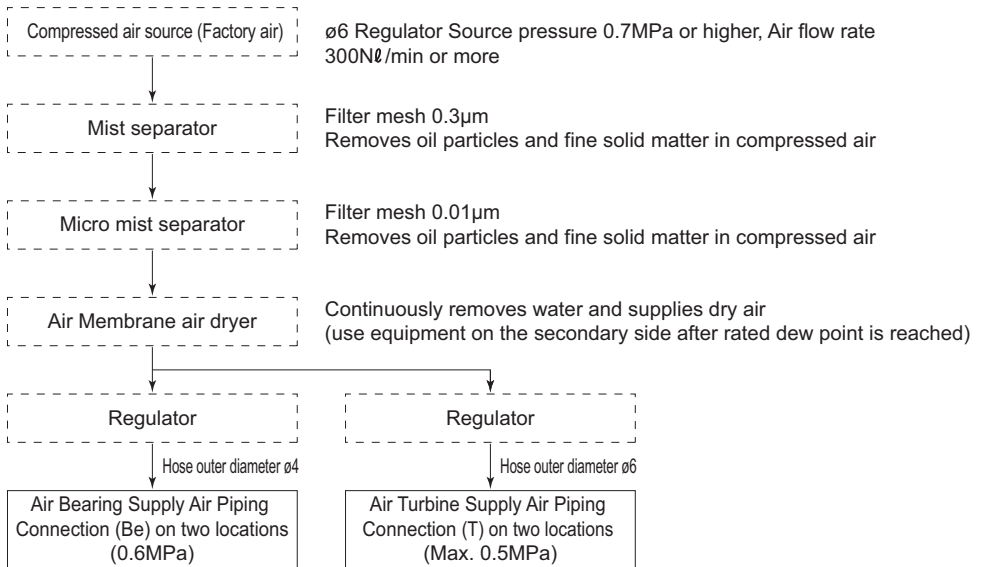 Compressed air source (Factory air)
ø6 Regulator Source pressure 0.7MPa or higher, Air flow rate
300Nℓ/min or more
Mist separator
Filter mesh 0.3µm
Removes oil particles and fine solid matter in compressed air
Micro mist separator
Filter mesh 0.01µm
Removes oil particles and fine solid matter in compressed air
Air Membrane air dryer
Continuously removes water and supplies dry air
(use equipment on the secondary side after rated dew point is reached)
Regulator
Regulator
Hose outer diameter ø4
Hose outer diameter ø6
Air Bearing Supply Air Piping
Connection (Be) on two locations
(0.6MPa)
Air Turbine Supply Air Piping
Connection (T) on two locations
(Max. 0.5MPa)